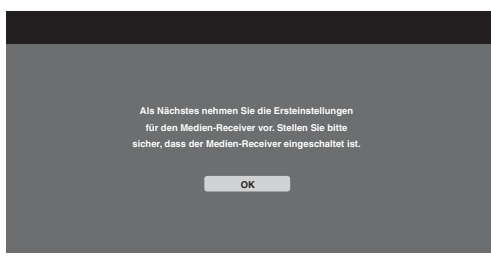 Als Nächstes nehmen Sie die Ersteinstellungen
für den Medien-Receiver vor. Stellen Sie bitte
sicher, dass der Medien-Receiver eingeschaltet ist.
OK